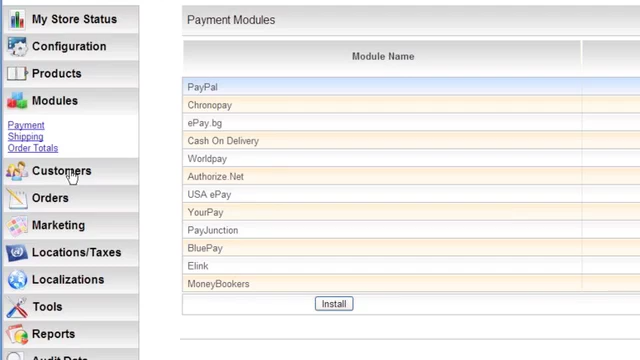 My Store Status
Configuration
Products
Modules
Payment
Shipping
Order Totals
Customers
Orders
Marketing
Locations/Taxes
Localizations
Tools
Reports
Audit Data
Payment Modules
Module Name
PayPal
Chronopay
ePay.bg
Cash On Delivery
Worldpay
Authorize.Net
USA ePay
YourPay
PayJunction
BluePay
Elink
MoneyBookers
Install